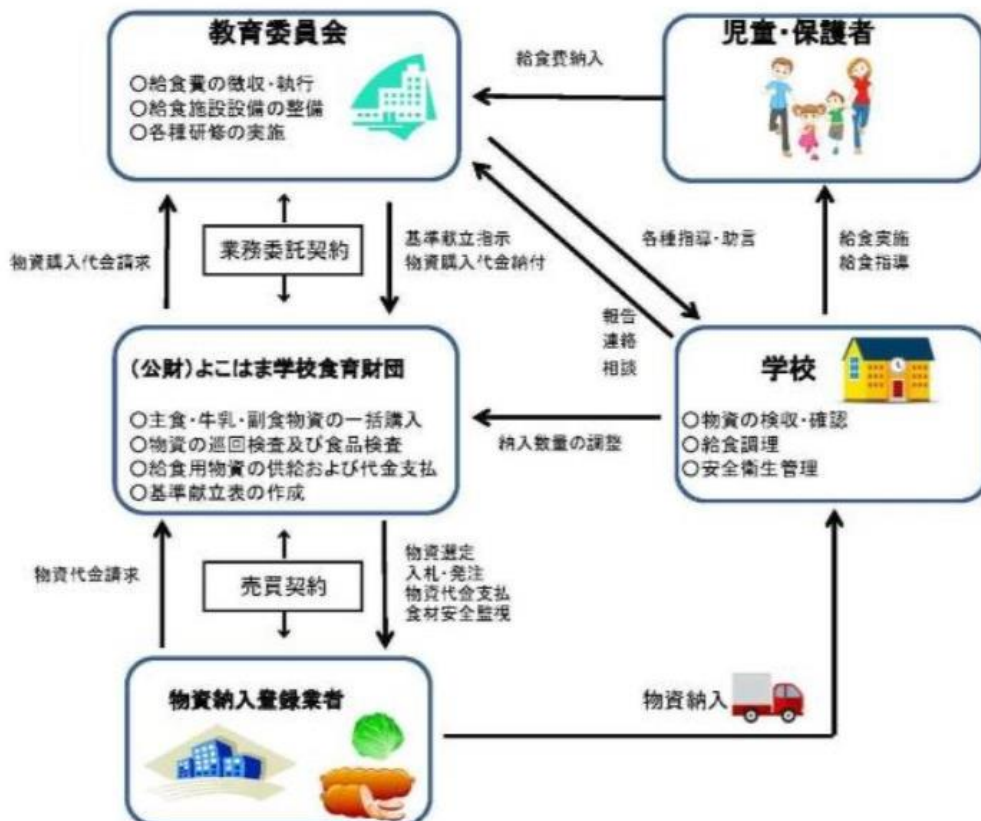 教育委員会
○給食費の徴収・執行
○給食施設設備の整備
○各種研修の実施
給食費納入
児童・保護者
物資購入代金請求
業務委託契約
基準献立指示
物資購入代金納付
各種指導・助言
報告
連絡
相談
給食実施
給食指導
(公財)よこはま学校食育財団
○主食・牛乳・副食物資の一括購入
○物資の巡回検査及び食品検査
○給食用物資の供給および代金支払
○基準献立表の作成
納入数量の調整
学校
○物資の検収・確認
○給食調理
○安全衛生管理
物資代金請求
売買契約
物資選定
入札・発注
物資代金支払
食材安全監視
物資納入登録業者
物資納入